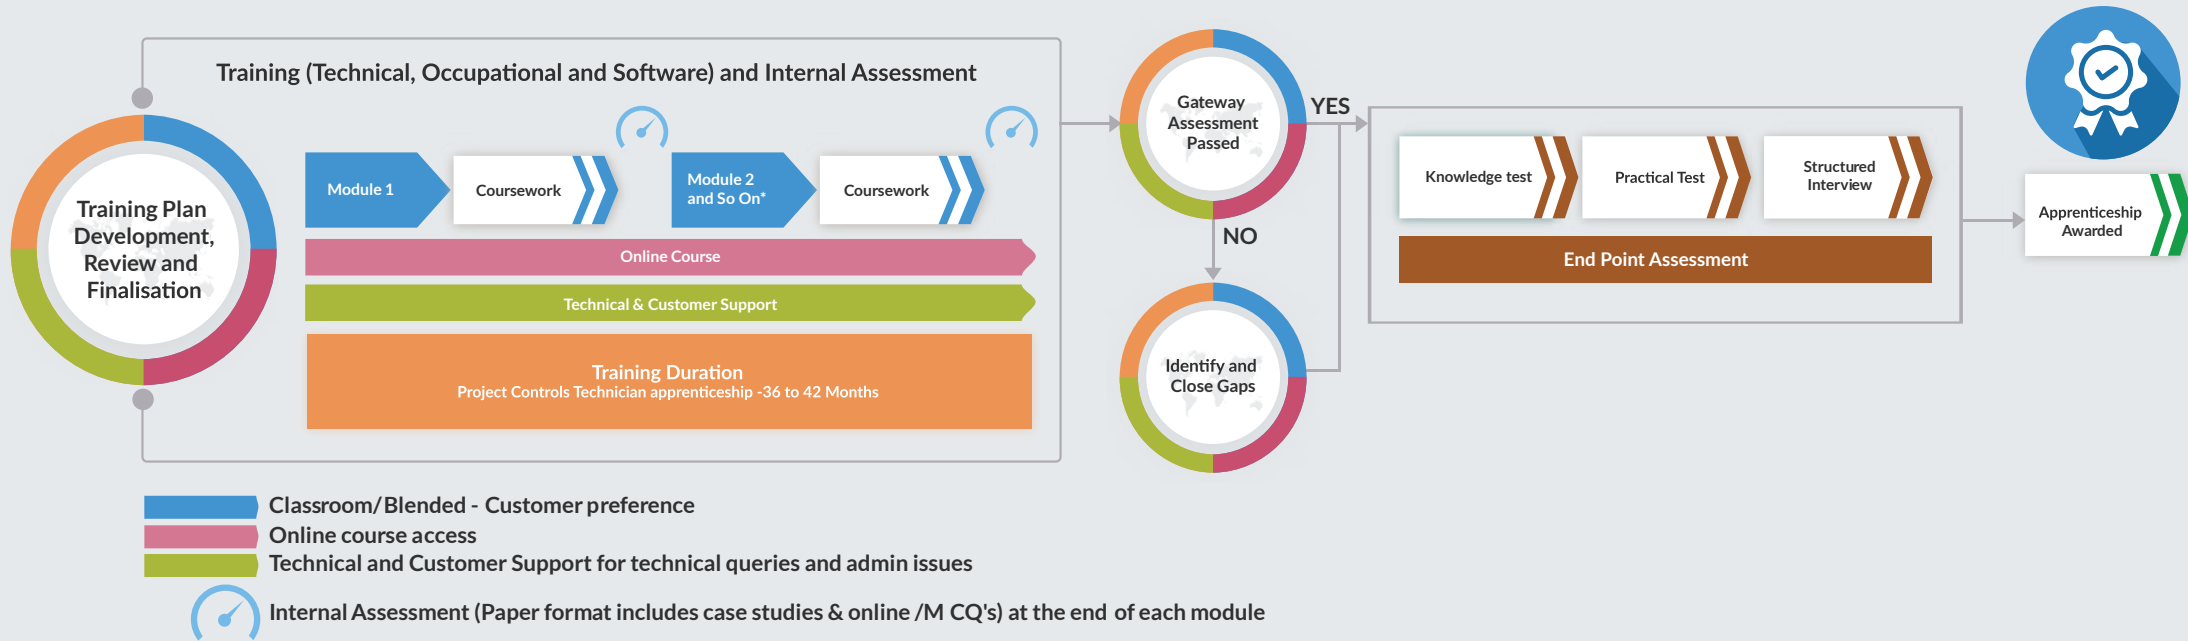 Training (Technical, Occupational and Software) and Internal Assessment
Training Plan
Development,
Review and
Finalisation
Module 1
Coursework
Module 2
and So On*
Coursework
Online Course
Technical & Customer Support
Training Duration
Project Controls Technician apprenticeship -36 to 42 Months
Gateway
Assessment
Passed
YES
NO
Identify and
Close Gaps
Knowledge test
Practical Test
Structured
Interview
End Point Assessment
Apprenticeship
Awarded
Classroom/Blended - Customer preference
Online course access
Technical and Customer Support for technical queries and admin issues
Internal Assessment (Paper format includes case studies & online /M CQ's) at the end of each module